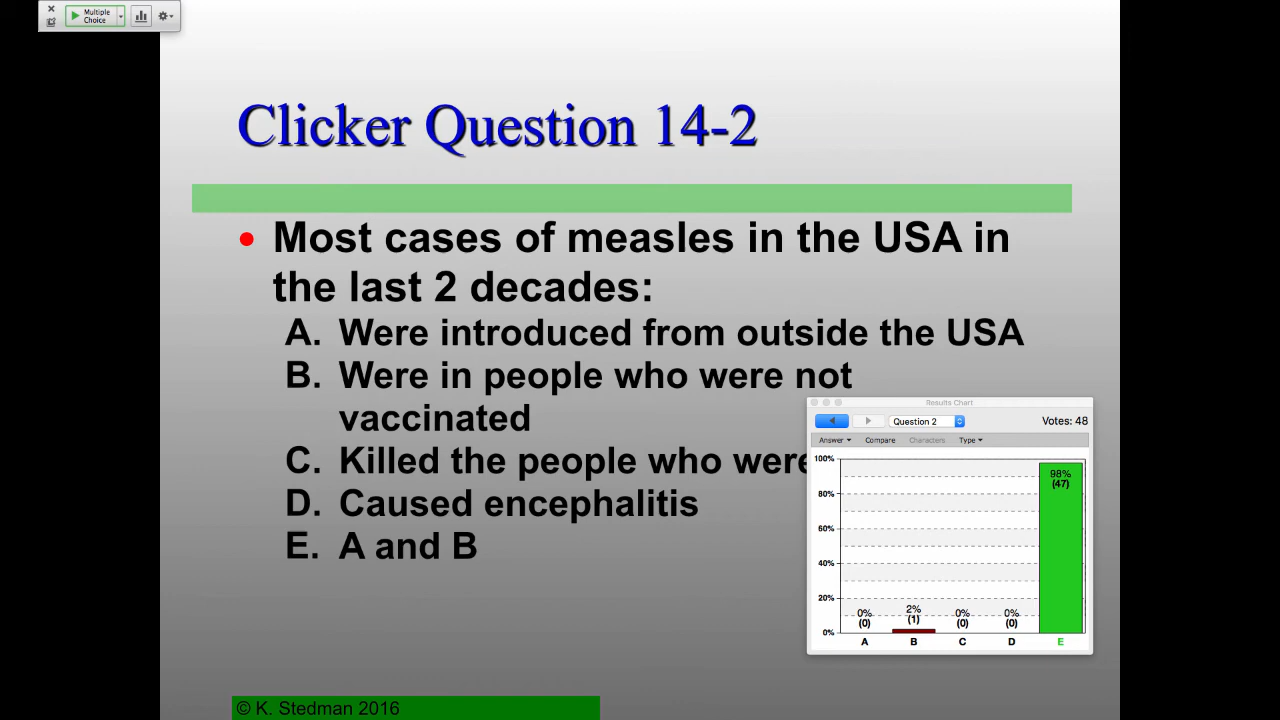 Multiple
Choice
Clicker Question 14-2
• Most cases of measles in the USA in
the last 2 decades:
A. Were introduced from outside the USA
B. Were in people who were not
vaccinated
C. Killed the people who were
D. Caused encephalitis
E. A and B
Results Chart
Question 2
Votes: 48
Answer Compare Characters Type
100%
80%
60%
40%
20%
0%
0%
(0)
2%
(1)
0%
(0)
0%
(0)
98%
(47)
A B C D E
© K. Stedman 2016